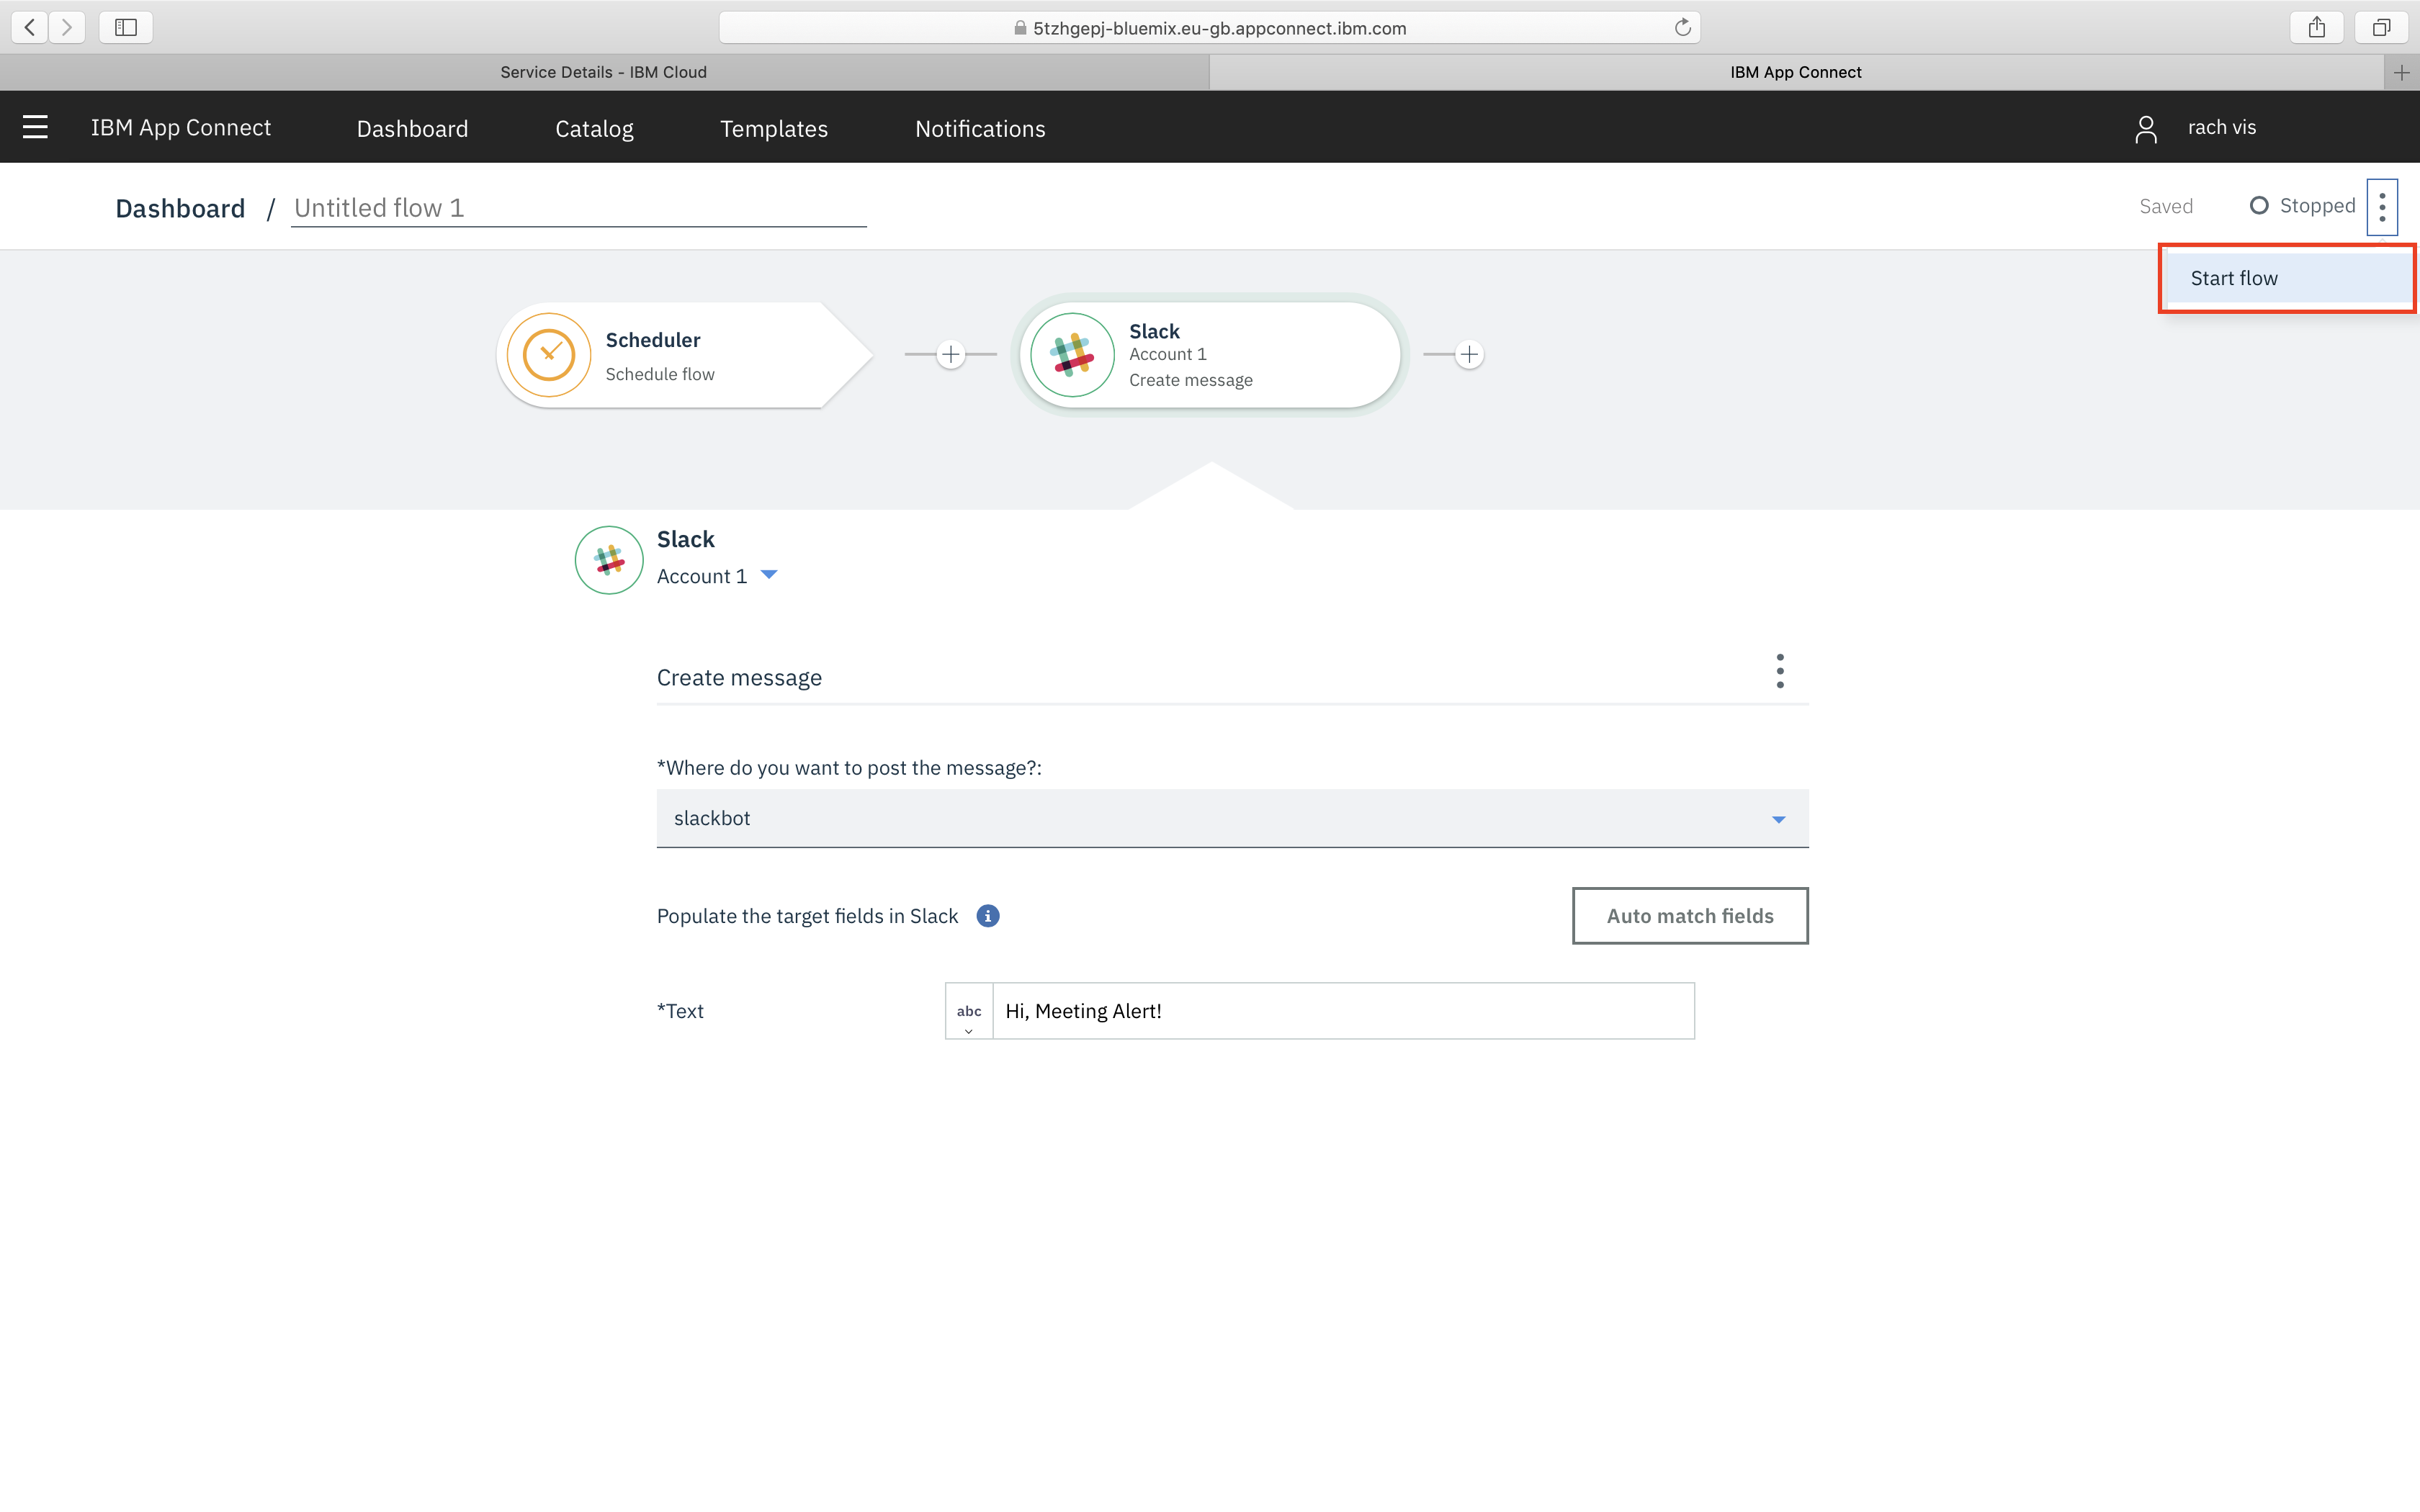 5tzhgepj-bluemix.eu-gb.appconnect.ibm.com
Service Details - IBM Cloud
IBM App Connect
IBM App Connect
Dashboard
Catalog
Templates
Notifications
rach vis
Dashboard / Untitled flow 1
Saved
Stopped
Start flow
Scheduler
Schedule flow
Slack
Account 1
Create message
Slack
Account 1
Create message
*Where do you want to post the message?:
slackbot
Populate the target fields in Slack
i
Auto match fields
*Text
abc
Hi, Meeting Alert!